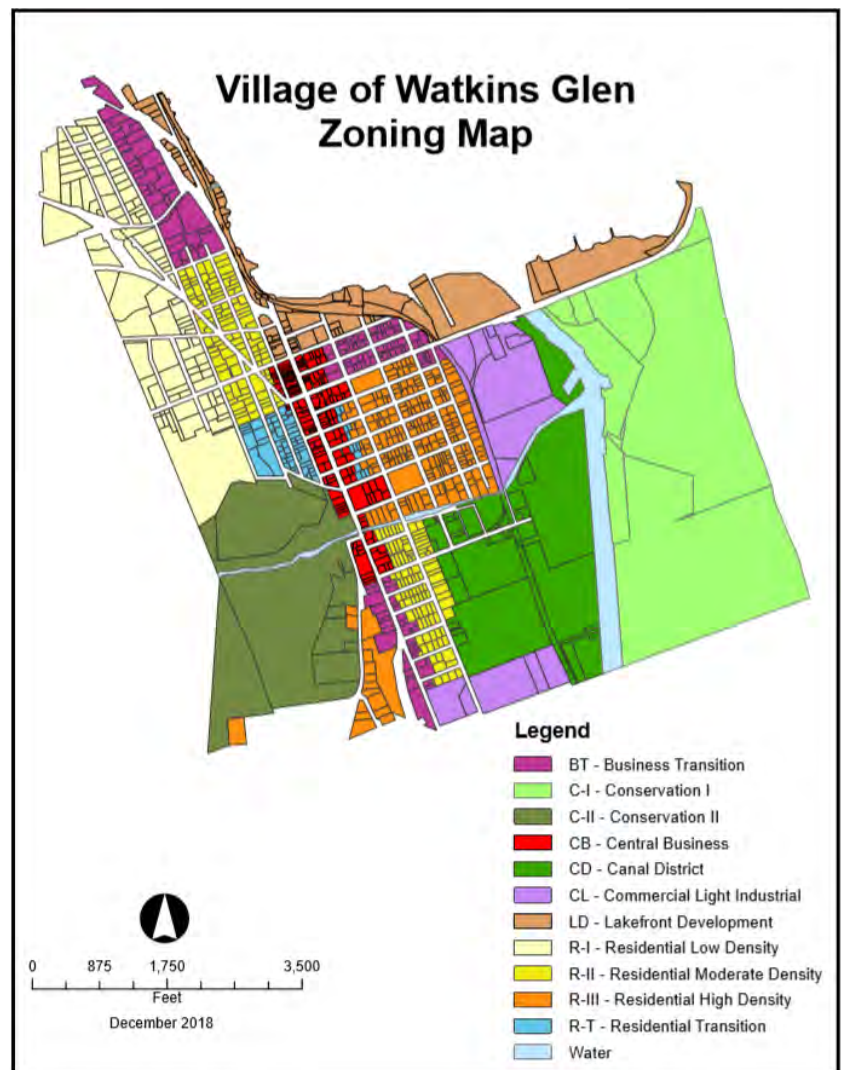 Village of Watkins Glen
Zoning Map
Legend
BT - Business Transition
C-I - Conservation I
C-II - Conservation II
CB - Central Business
CD - Canal District
CL - Commercial Light Industrial
LD - Lakefront Development
R-I - Residential Low Density
R-II - Residential Moderate Density
R-III - Residential High Density
R-T - Residential Transition
Water
0 875 1,750 3,500
Feet
December 2018